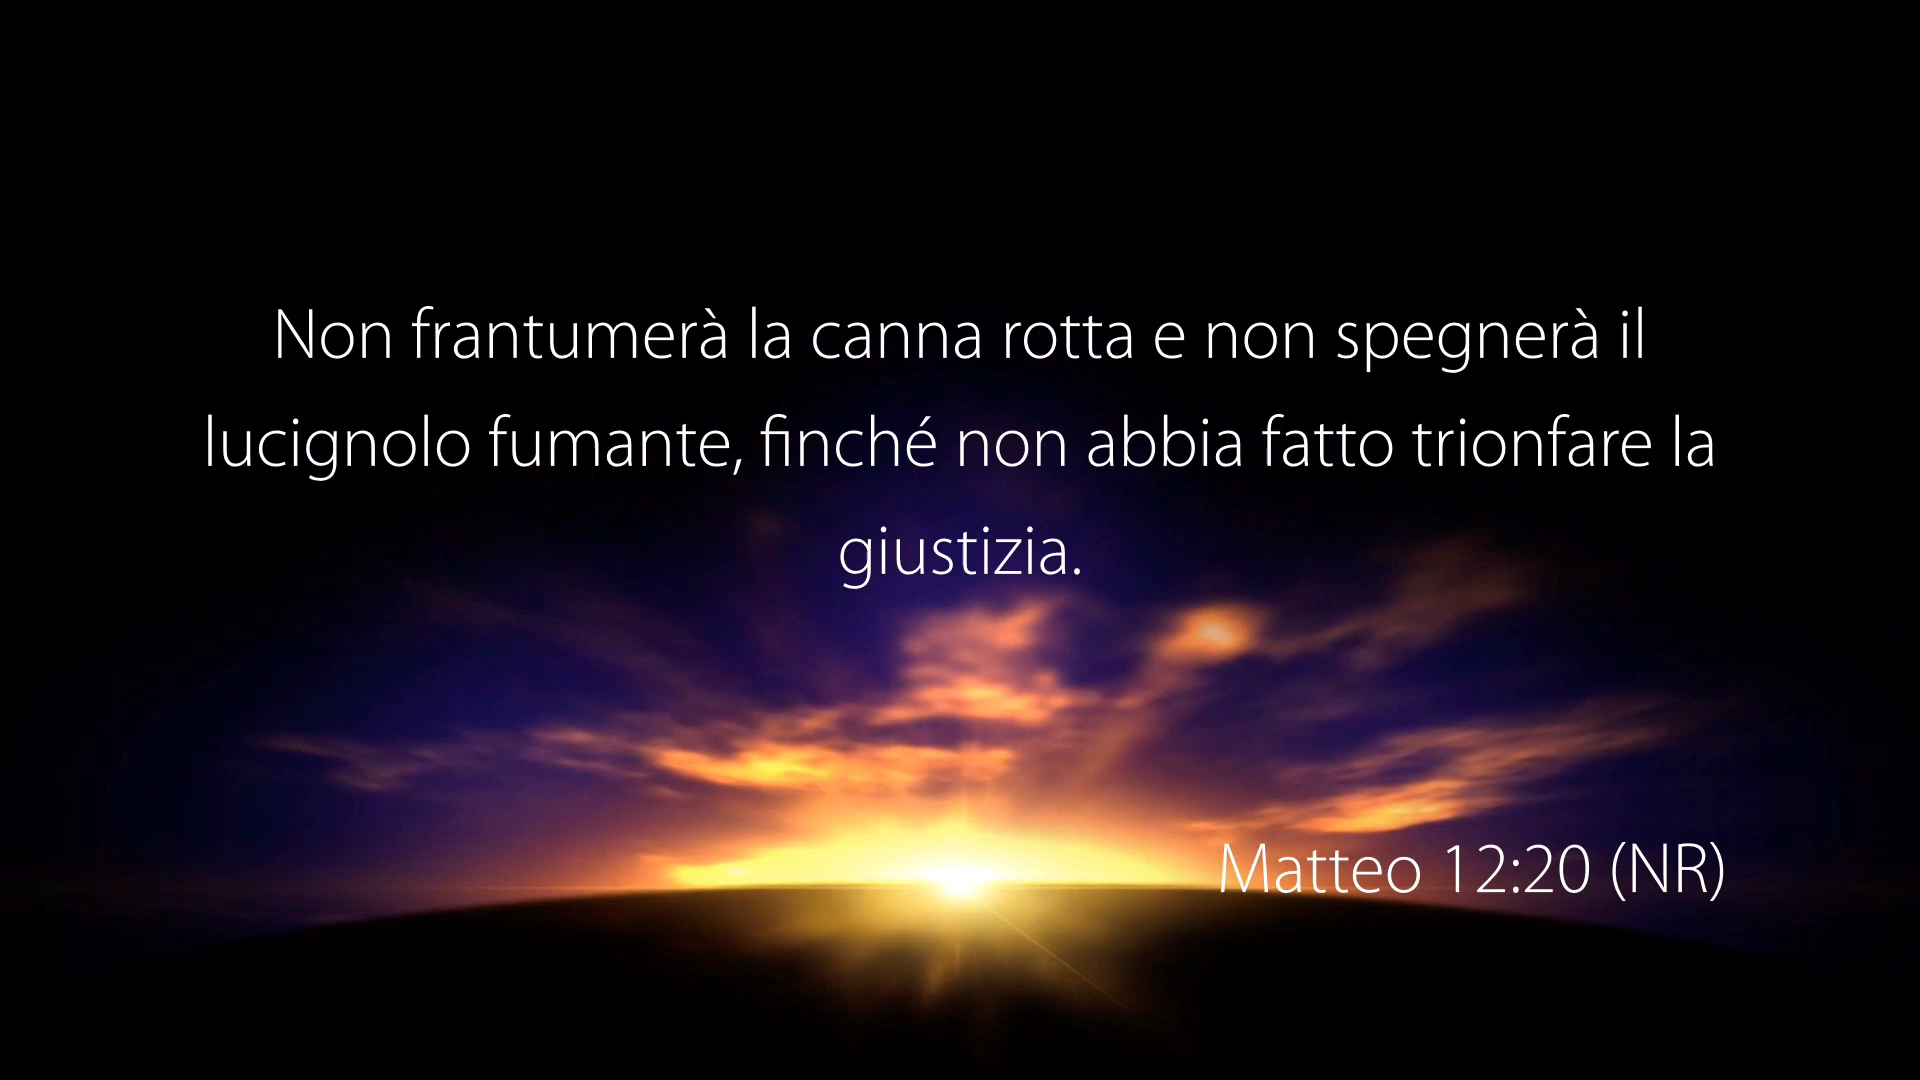 Non frantumerà la canna rotta e non spegnerà il
lucignolo fumante, finché non abbia fatto trionfare la
giustizia.
Matteo 12:20 (NR)